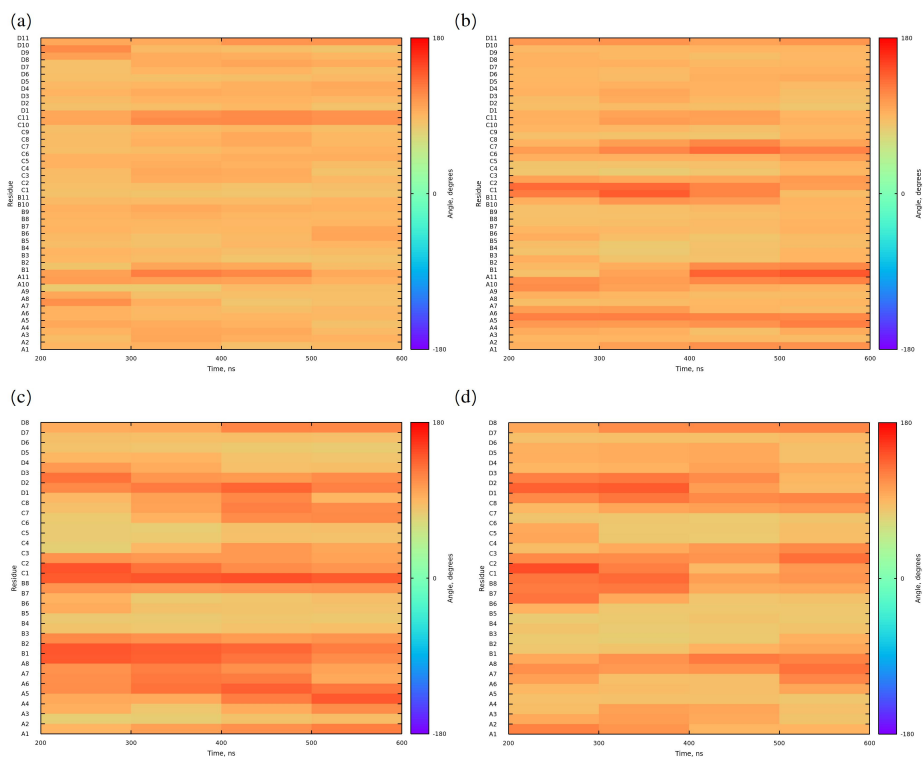 (a)
D11
D10
D9
D8
D7
D6
D5
D4
D3
D2
D1
C11
C10
C9
C8
C7
C6
C5
C4
C3
C2
C1
B11
B10
B9
B8
B7
B6
B5
B4
B3
B2
B1
A11
A10
A9
A8
A7
A6
A5
A4
A3
A2
A1
Residue
200 300 400 500 600
Time, ns
180
0
-180
Angle, degrees
(b)
D11
D10
D9
D8
D7
D6
D5
D4
D3
D2
D1
C11
C10
C9
C8
C7
C6
C5
C4
C3
C2
C1
B11
B10
B9
B8
B7
B6
B5
B4
B3
B2
B1
A11
A10
A9
A8
A7
A6
A5
A4
A3
A2
A1
Residue
200 300 400 500 600
Time, ns
180
0
-180
Angle, degrees
(c)
D8
D7
D6
D5
D4
D3
D2
D1
C8
C7
C6
C5
C4
C3
C2
C1
B8
B7
B6
B5
B4
B3
B2
B1
A8
A7
A6
A5
A4
A3
A2
A1
Residue
200 300 400 500 600
Time, ns
180
0
-180
Angle, degrees
(d)
D8
D7
D6
D5
D4
D3
D2
D1
C8
C7
C6
C5
C4
C3
C2
C1
B8
B7
B6
B5
B4
B3
B2
B1
A8
A7
A6
A5
A4
A3
A2
A1
Residue
200 300 400 500 600
Time, ns
180
0
-180
Angle, degrees